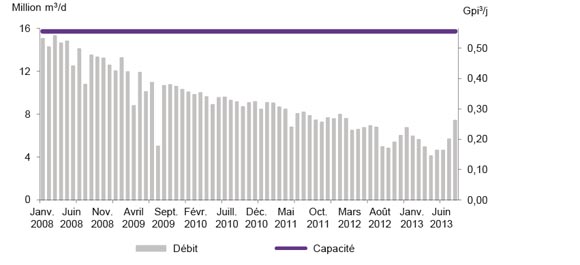 Million m³/d
Gpi³/j
16
12
8
4
0
0,50
0,40
0,30
0,20
0,10
0,00
Janv. Juin Nov. Avril Sept. Févr. Juill. Déc. Mai Oct. Mars Août Janv. Juin
2008 2008 2008 2009 2009 2010 2010 2010 2011 2011 2012 2012 2013 2013
Débit
Capacité